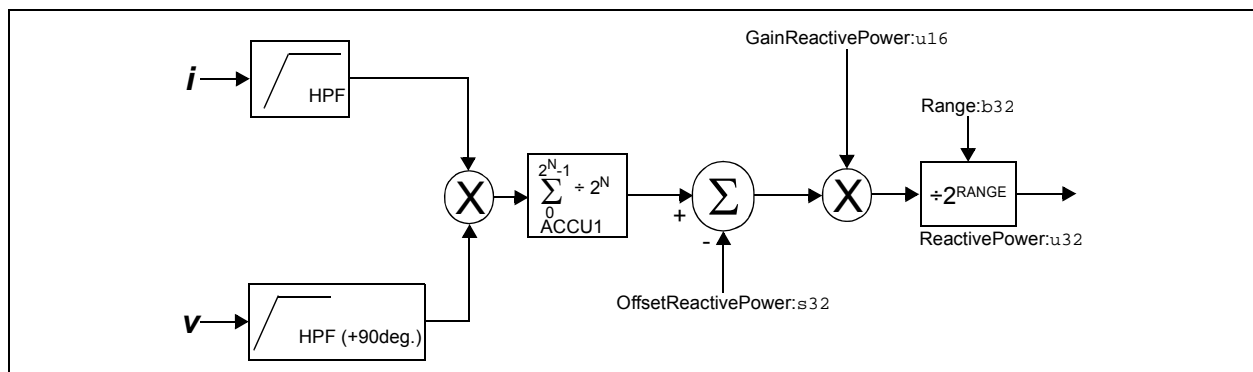 GainReactivePower:u16
i
HPF
Range:b32
X
2^N-1
∑ ÷ 2^N
0
ACCU1
+
∑
-
X
÷2^RANGE
ReactivePower:u32
OffsetReactivePower:s32
v
HPF (+90deg.)